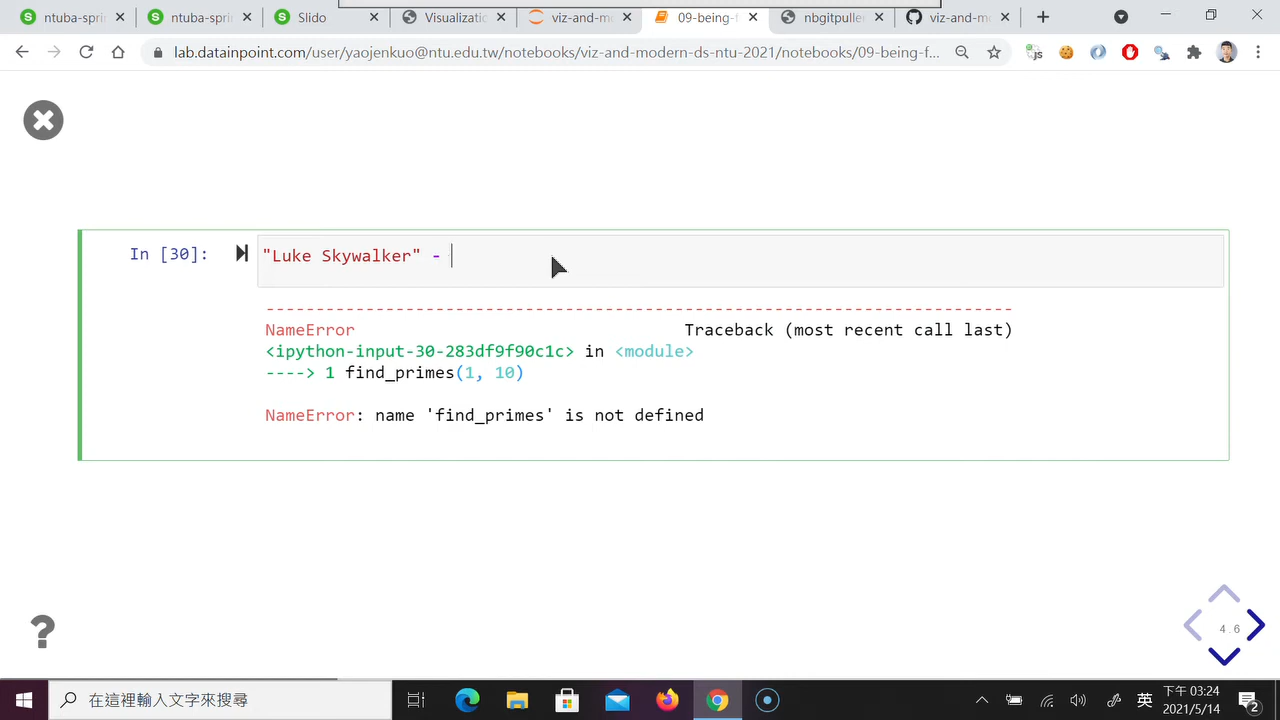 ntuba-spri
ntuba-spri
Slido
Visualizatio
viz-and-mo
09-being-f
nbgitpuller
viz-and-mo
lab.datainpoint.com/user/yaojenkuo@ntu.edu.tw/notebooks/viz-and-modern-ds-ntu-2021/notebooks/09-being-f...
In [30]:
"Luke Skywalker" -
NameError Traceback (most recent call last)
<ipython-input-30-283df9f90c1c> in <module>
----> 1 find_primes(1, 10)
NameError: name 'find_primes' is not defined
4.6
在這裡輸入文字來搜尋
英
下午 03:24
2021/5/14
2